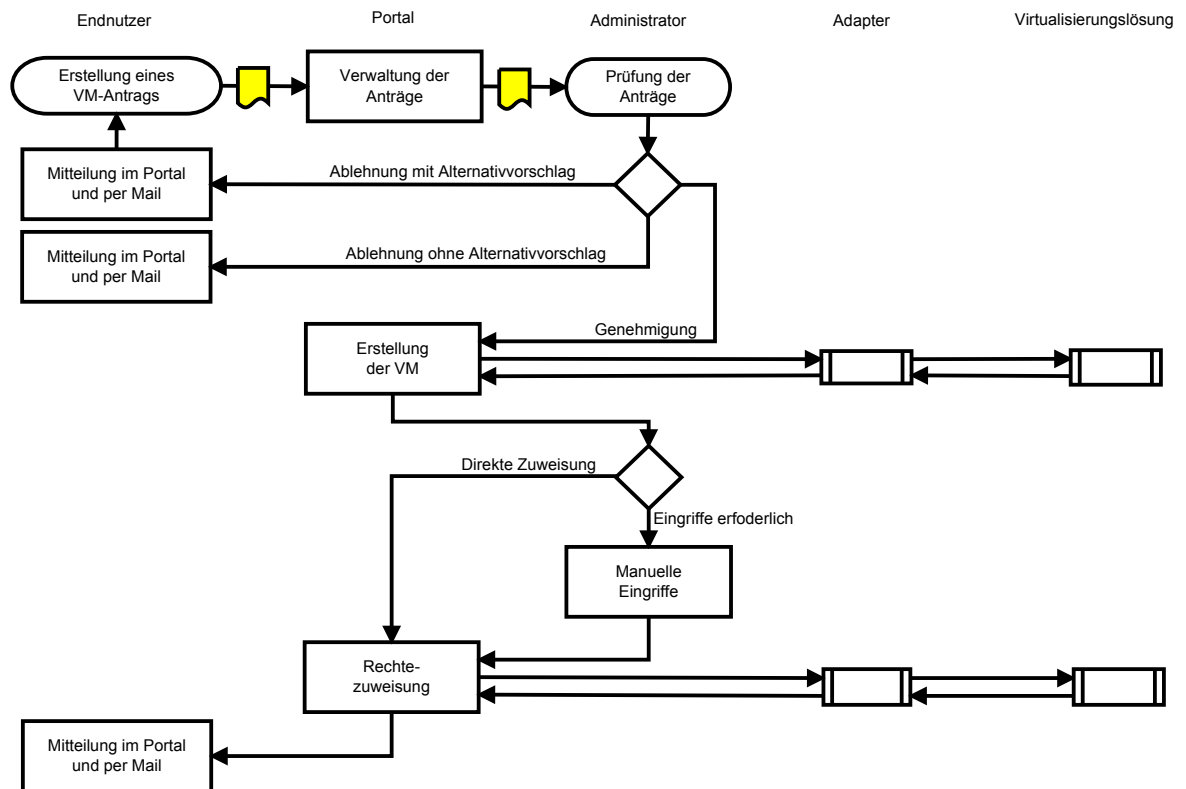 Endnutzer
Portal
Administrator
Adapter
Virtualisierungslösung
Erstellung eines
VM-Antrags
Verwaltung der
Anträge
Prüfung der
Anträge
Mitteilung im Portal
und per Mail
Ablehnung mit Alternativvorschlag
Mitteilung im Portal
und per Mail
Ablehnung ohne Alternativvorschlag
Genehmigung
Erstellung
der VM
Direkte Zuweisung
Eingriffe erfoderlich
Manuelle
Eingriffe
Rechte-
zuweisung
Mitteilung im Portal
und per Mail